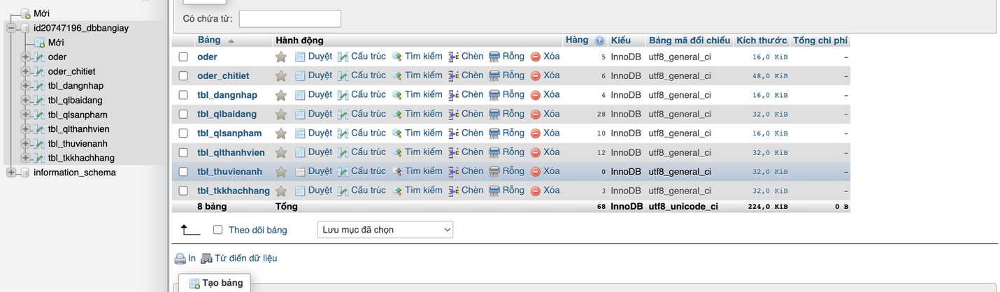 Mới
id20747196_dbbangiay
Mới
oder
oder_chitiet
tbl_dangnhap
tbl_qlbaidang
tbl_qlsanpham
tbl_qlthanhvien
tbl_thuvienanh
tbl_tkkhachhang
information_schema
Có chứa từ:
Bảng Hành động Hàng Kiểu Bảng mã đối chiếu Kích thước Tổng chi phí
oder Duyệt Cấu trúc Tìm kiếm Chèn Rỗng Xóa 5 InnoDB utf8_general_ci 16,0 KiB -
oder_chitiet Duyệt Cấu trúc Tìm kiếm Chèn Rỗng Xóa 6 InnoDB utf8_general_ci 48,0 KiB -
tbl_dangnhap Duyệt Cấu trúc Tìm kiếm Chèn Rỗng Xóa 4 InnoDB utf8_general_ci 16,0 KiB -
tbl_qlbaidang Duyệt Cấu trúc Tìm kiếm Chèn Rỗng Xóa 28 InnoDB utf8_general_ci 32,0 KiB -
tbl_qlsanpham Duyệt Cấu trúc Tìm kiếm Chèn Rỗng Xóa 10 InnoDB utf8_general_ci 16,0 KiB -
tbl_qlthanhvien Duyệt Cấu trúc Tìm kiếm Chèn Rỗng Xóa 12 InnoDB utf8_general_ci 32,0 KiB -
tbl_thuvienanh Duyệt Cấu trúc Tìm kiếm Chèn Rỗng Xóa 0 InnoDB utf8_general_ci 32,0 KiB -
tbl_tkkhachhang Duyệt Cấu trúc Tìm kiếm Chèn Rỗng Xóa 3 InnoDB utf8_general_ci 32,0 KiB -
8 bảng Tổng 68 InnoDB utf8_unicode_ci 224,0 KiB 0 B
Theo dõi bảng Lưu mục đã chọn
In Từ điển dữ liệu
Tạo bảng